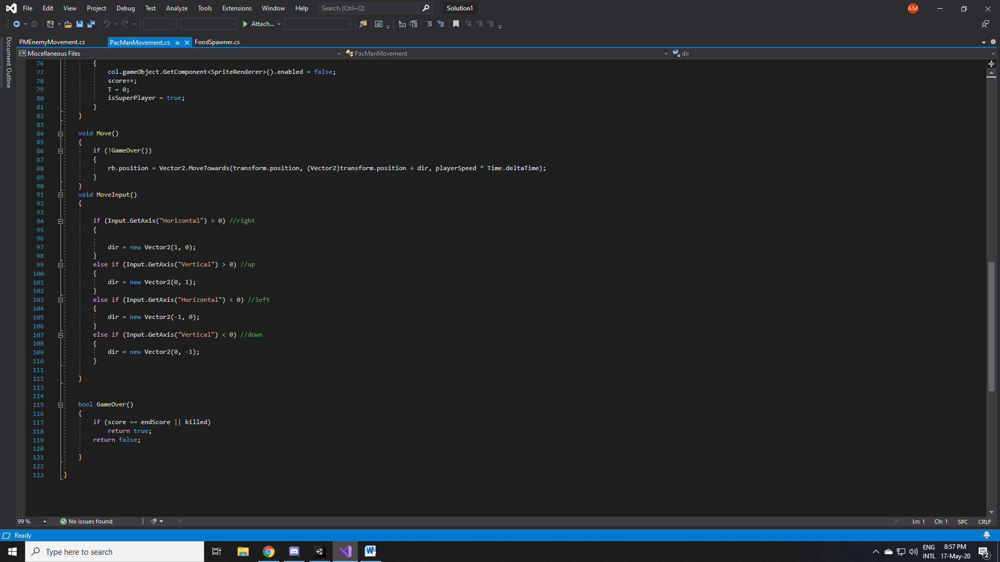 File Edit View Project Debug Test Analyze Tools Extensions Window Help Search (Ctrl+Q) Solution1 AM
Attach...
Document Outline
PMEnemyMovement.cs PacManMovement.cs FoodSpawner.cs
C# Miscellaneous Files PacManMovement dir
76 {
77 col.gameObject.GetComponent<SpriteRenderer>().enabled = false;
78 score++;
79 T = 0;
80 isSuperPlayer = true;
81 }
82 }
83
84 void Move()
85 {
86 if (!GameOver())
87 {
88 rb.position = Vector2.MoveTowards(transform.position, (Vector2)transform.position + dir, playerSpeed * Time.deltaTime);
89 }
90 }
91 void MoveInput()
92 {
93
94 if (Input.GetAxis("Horizontal") > 0) //right
95 {
96
97 dir = new Vector2(1, 0);
98 }
99 else if (Input.GetAxis("Vertical") > 0) //up
100 {
101 dir = new Vector2(0, 1);
102 }
103 else if (Input.GetAxis("Horizontal") < 0) //left
104 {
105 dir = new Vector2(-1, 0);
106 }
107 else if (Input.GetAxis("Vertical") < 0) //down
108 {
109 dir = new Vector2(0, -1);
110 }
111
112 }
113
114
115 bool GameOver()
116 {
117 if (score == endScore || killed)
118 return true;
119 return false;
120
121 }
122
123 }
99 % No issues found Ln: 1 Ch: 1 SPC CRLF
Ready
Type here to search W ENG 8:57 PM
INTL 17-May-20 2